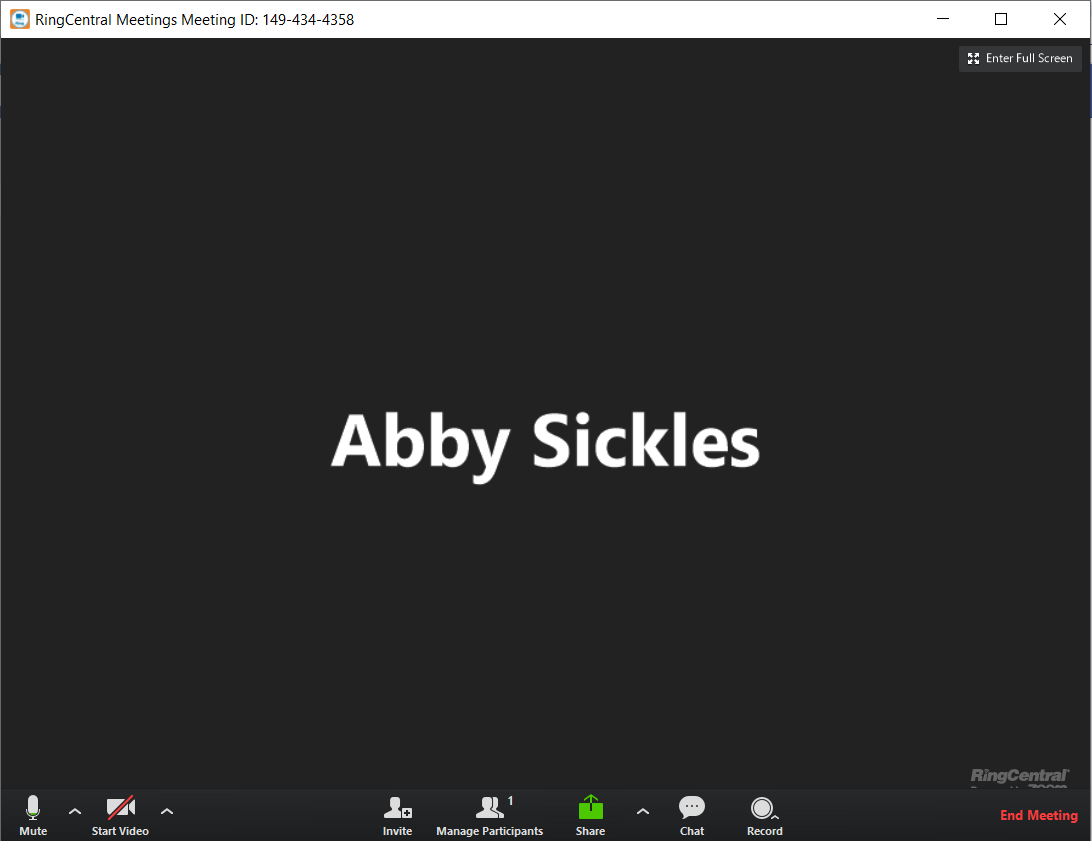 RingCentral Meetings Meeting ID: 149-434-4358
Enter Full Screen
Abby Sickles
RingCentral
Mute
Start Video
Invite
1
Manage Participants
Share
Chat
Record
End Meeting